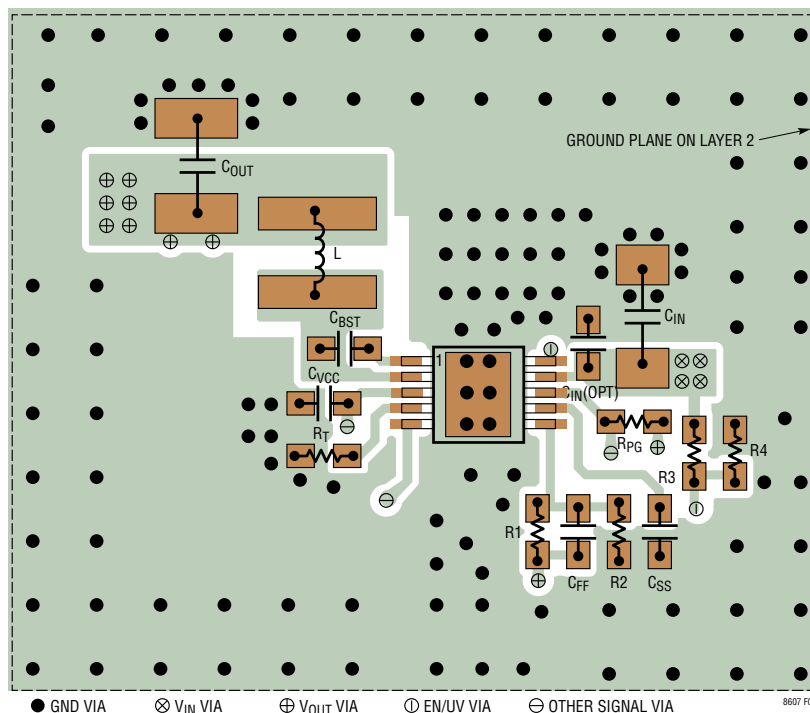 GROUND PLANE ON LAYER 2
COUT
L
CBST
CIN
1
CVCC
CIN(OPT)
RT
RPG
R3
R4
R1
CFF
R2
CSS
GND VIA
VIN VIA
VOUT VIA
EN/UV VIA
OTHER SIGNAL VIA
8607